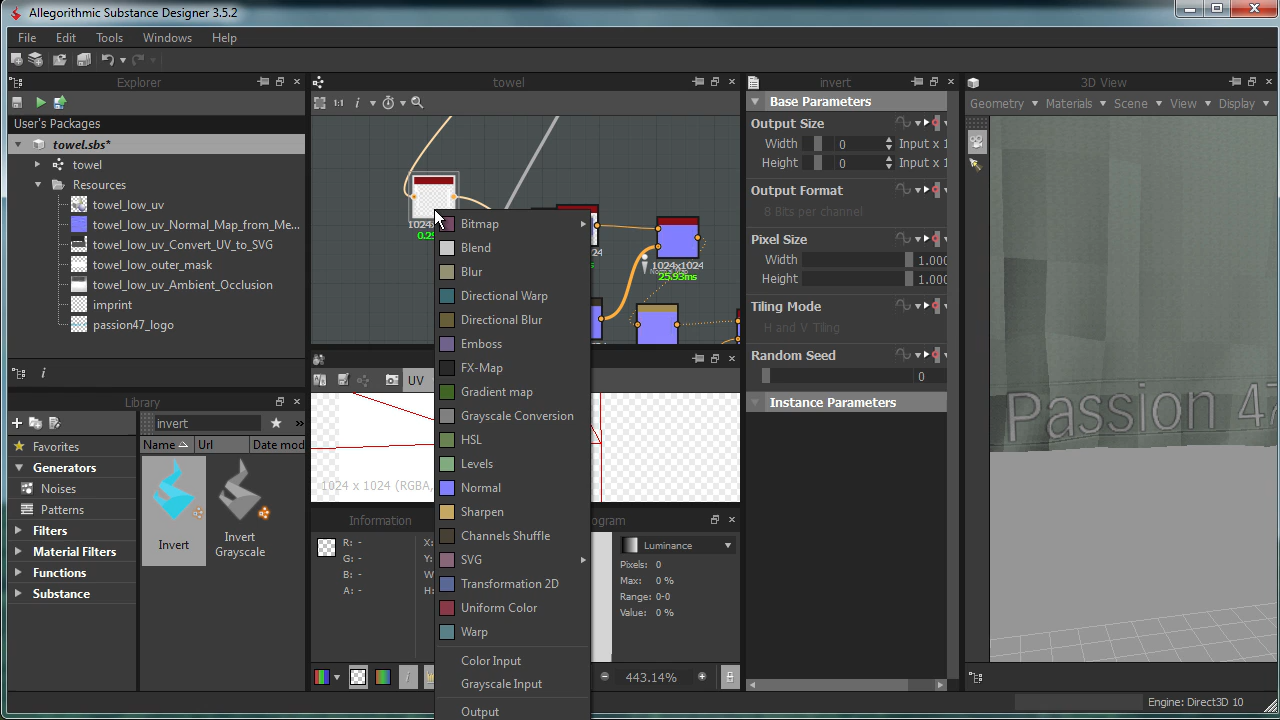 Allegorithmic Substance Designer 3.5.2
File Edit Tools Windows Help
Explorer
User's Packages
towel.sbs*
towel
Resources
towel_low_uv
towel_low_uv_Normal_Map_from_Me...
towel_low_uv_Convert_UV_to_SVG
towel_low_outer_mask
towel_low_uv_Ambient_Occlusion
imprint
passion47_logo
Library
invert
Name Url Date mod
Favorites
Generators
Noises
Patterns
Filters
Material Filters
Functions
Substance
Invert
Invert Grayscale
towel
1:1
1024x1024
25.93ms
UV
1024 x 1024 (RGBA,
Information
R: -
G: -
B: -
A: -
X:
Y:
W
H:
Bitmap
Blend
Blur
Directional Warp
Directional Blur
Emboss
FX-Map
Gradient map
Grayscale Conversion
HSL
Levels
Normal
Sharpen
Channels Shuffle
SVG
Transformation 2D
Uniform Color
Warp
Color Input
Grayscale Input
Output
ogram
Luminance
Pixels: 0
Max: 0 %
Range: 0-0
Value: 0 %
443.14%
invert
Base Parameters
Output Size
Width 0 Input x 1
Height 0 Input x 1
Output Format
8 Bits per channel
Pixel Size
Width 1.000
Height 1.000
Tiling Mode
H and V Tiling
Random Seed
0
Instance Parameters
3D View
Geometry Materials Scene View Display
Passion 47
Engine: Direct3D 10